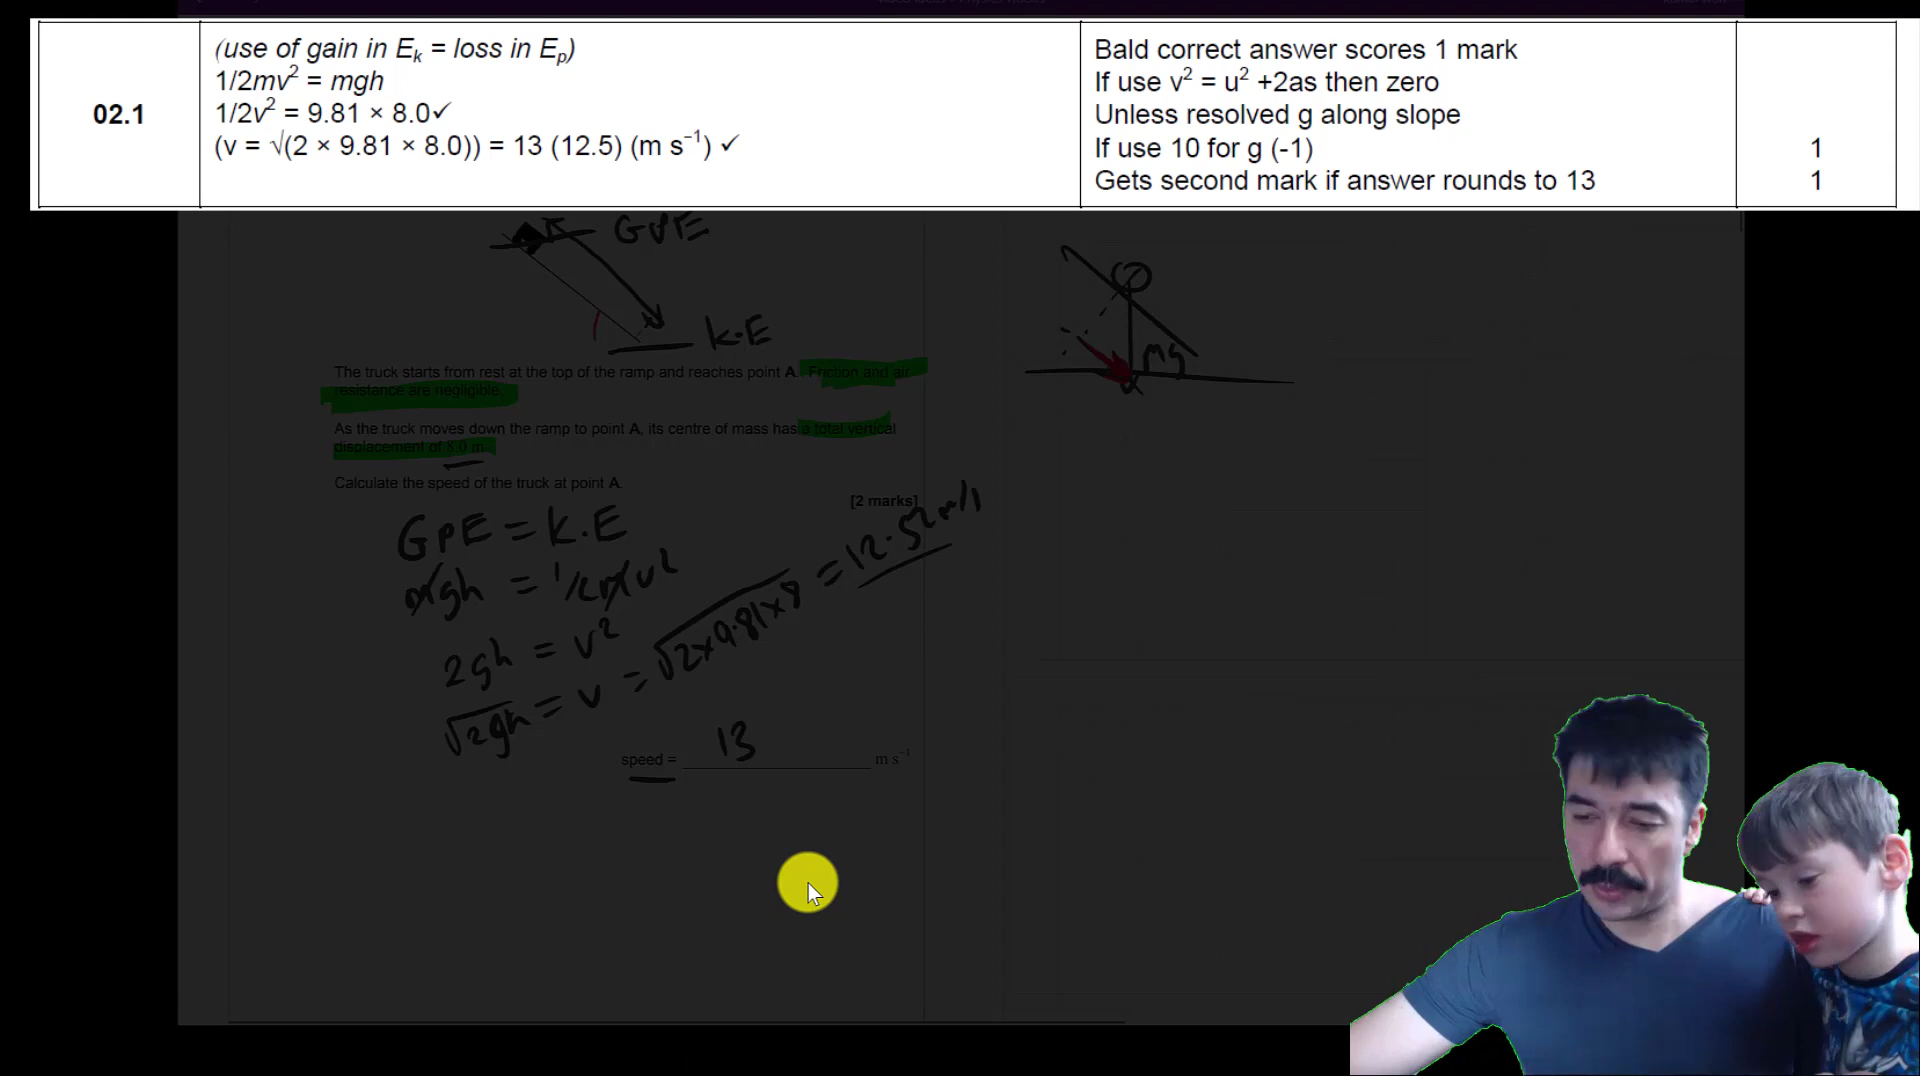 02.1
(use of gain in Eₖ = loss in Eₚ)
1/2mv² = mgh
1/2v² = 9.81 × 8.0✓
(v = √(2 × 9.81 × 8.0)) = 13 (12.5) (m s⁻¹) ✓
Bald correct answer scores 1 mark
If use v² = u² +2as then zero
Unless resolved g along slope
If use 10 for g (-1)
Gets second mark if answer rounds to 13
1
1
GPE
K.E
mg
The truck starts from rest at the top of the ramp and reaches point A. Friction and air
resistance are negligible.
As the truck moves down the ramp to point A, its centre of mass has a total vertical
displacement of 8.0 m.
Calculate the speed of the truck at point A.
[2 marks]
GPE = K.E
mgh = 1/2mv²
2gh = v²
√2gh = v = √2×9.81×8 = 12.52 m/s
speed = 13 m s⁻¹